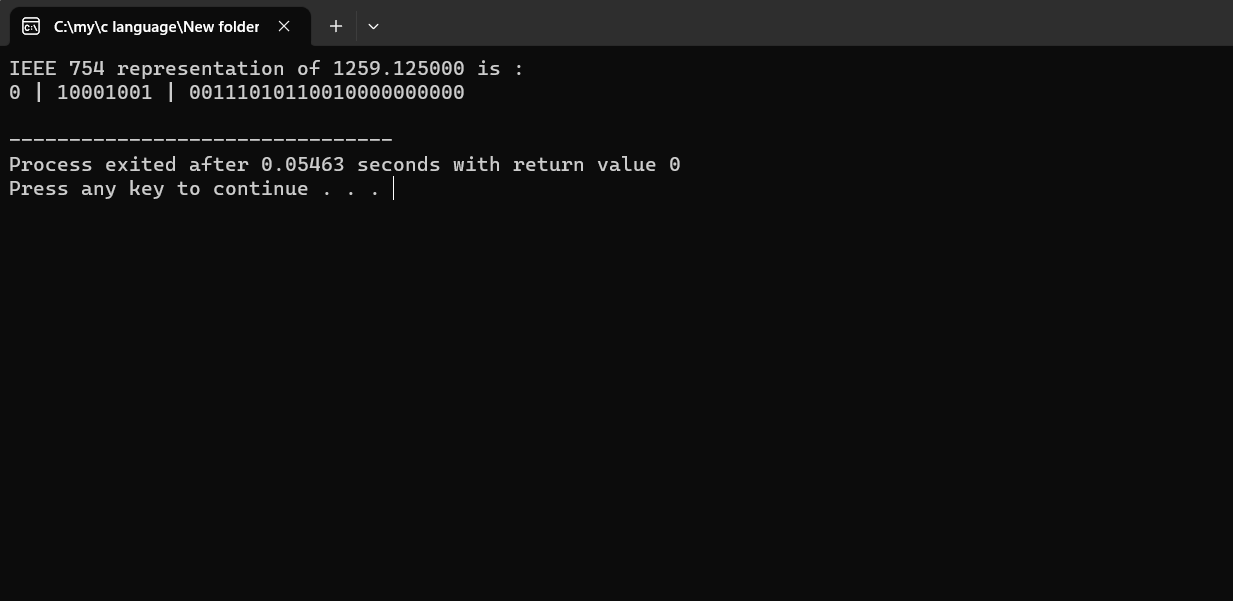 C:\my\c language\New folder
IEEE 754 representation of 1259.125000 is :
0 | 10001001 | 00111010110010000000000
--------------------------------
Process exited after 0.05463 seconds with return value 0
Press any key to continue . . .